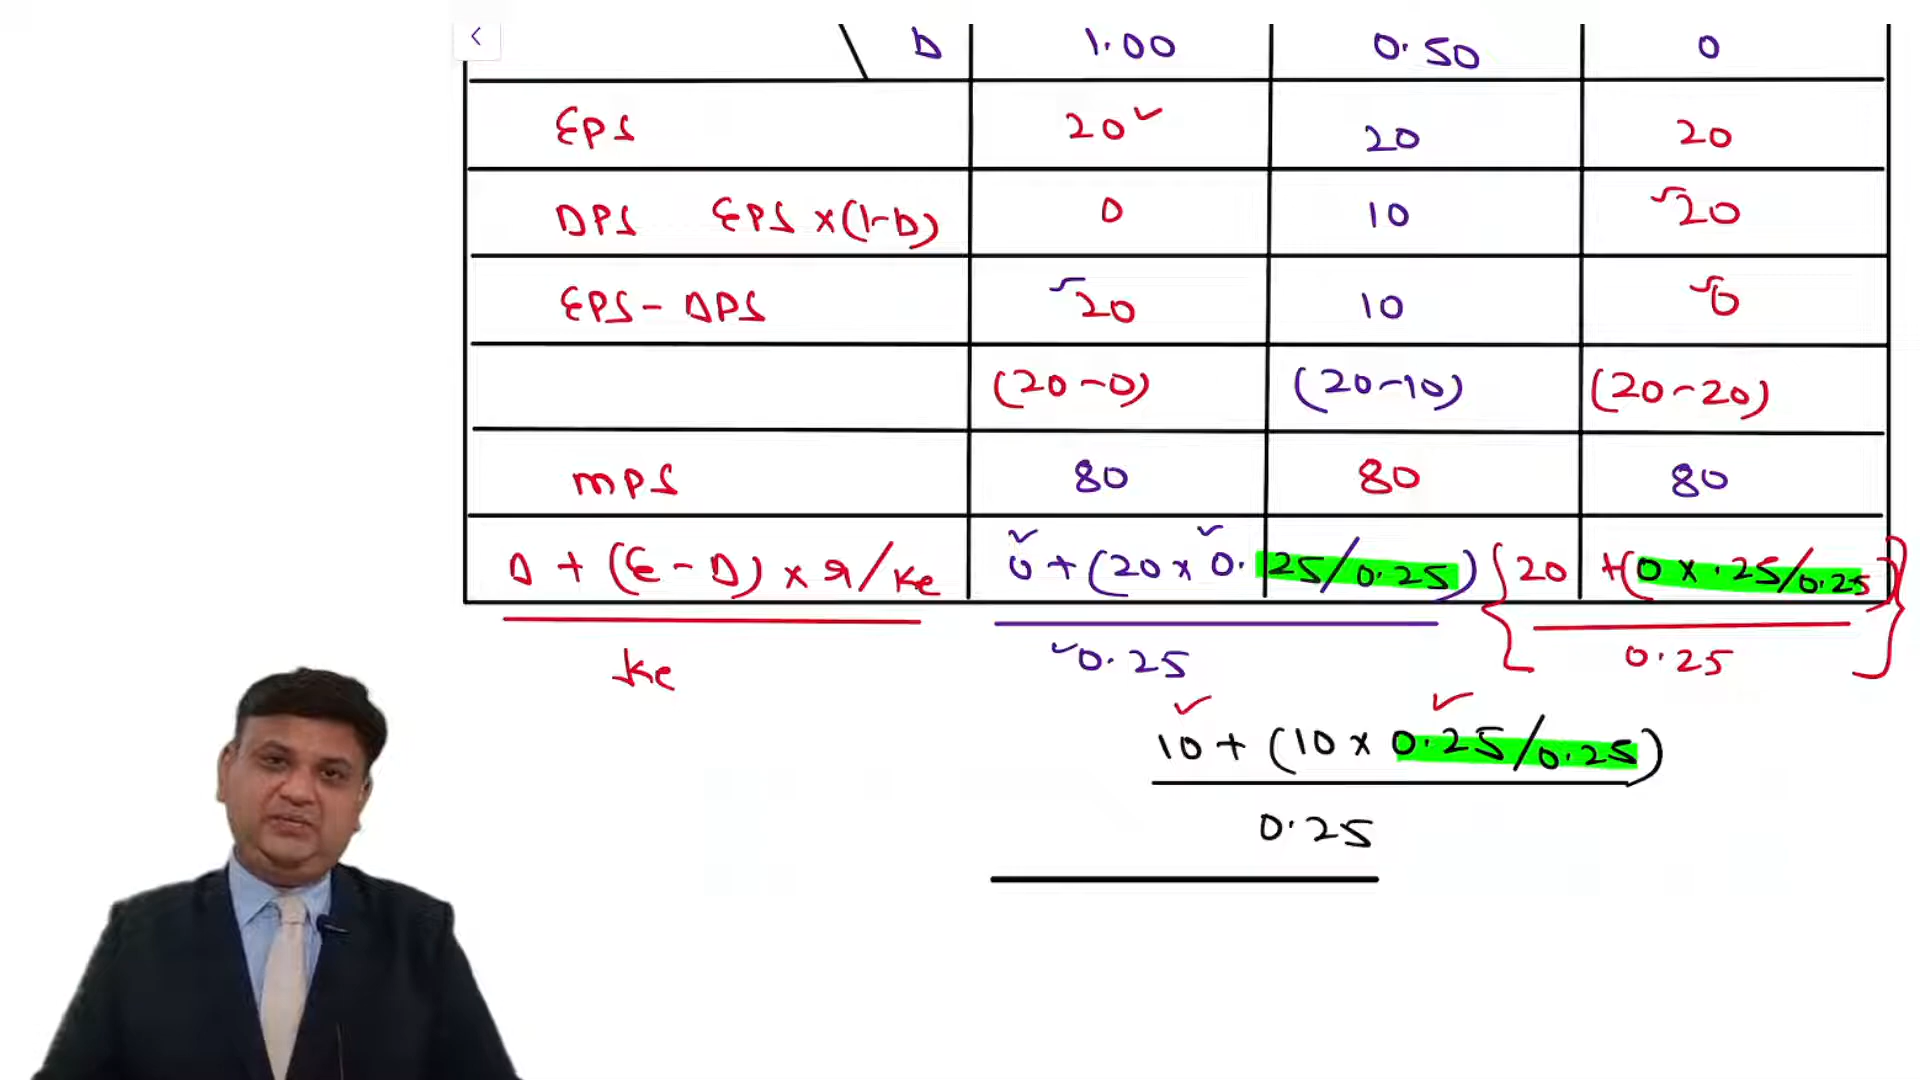 b 1.00 0.50 0
EPS 20 20 20
DPS EPS x (1-b) 0 10 20
EPS - DPS 20 10 0
(20-0) (20-10) (20-20)
MPS 80 80 80
D + (E - D) x r/Ke 0 + (20 x 0.25/0.25) 20 + (0 x .25/0.25)
Ke 0.25 0.25
10 + (10 x 0.25/0.25)
0.25